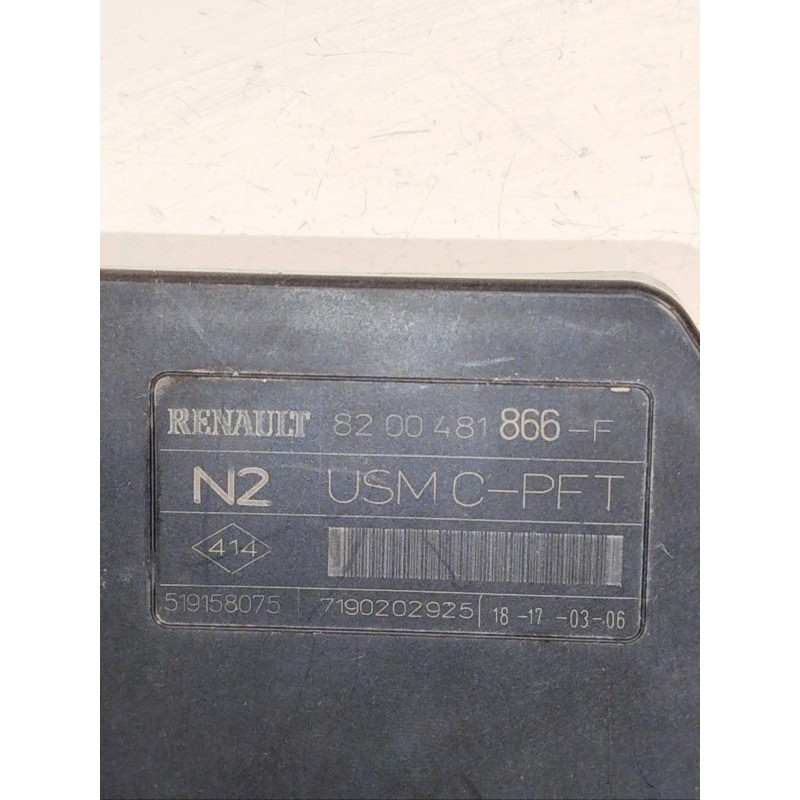 RENAULT 82 00 481 866-F
N2 USM C-PFT
414
519158075 7190202925 18-17-03-06